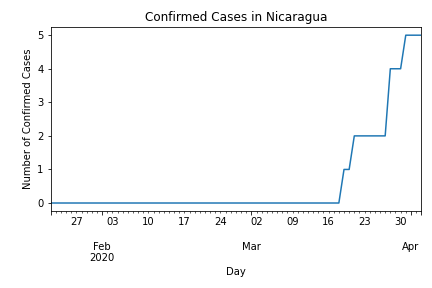 Confirmed Cases in Nicaragua
Number of Confirmed Cases
5
4
3
2
1
0
27 03 10 17 24 02 09 16 23 30
Feb Mar Apr
2020
Day